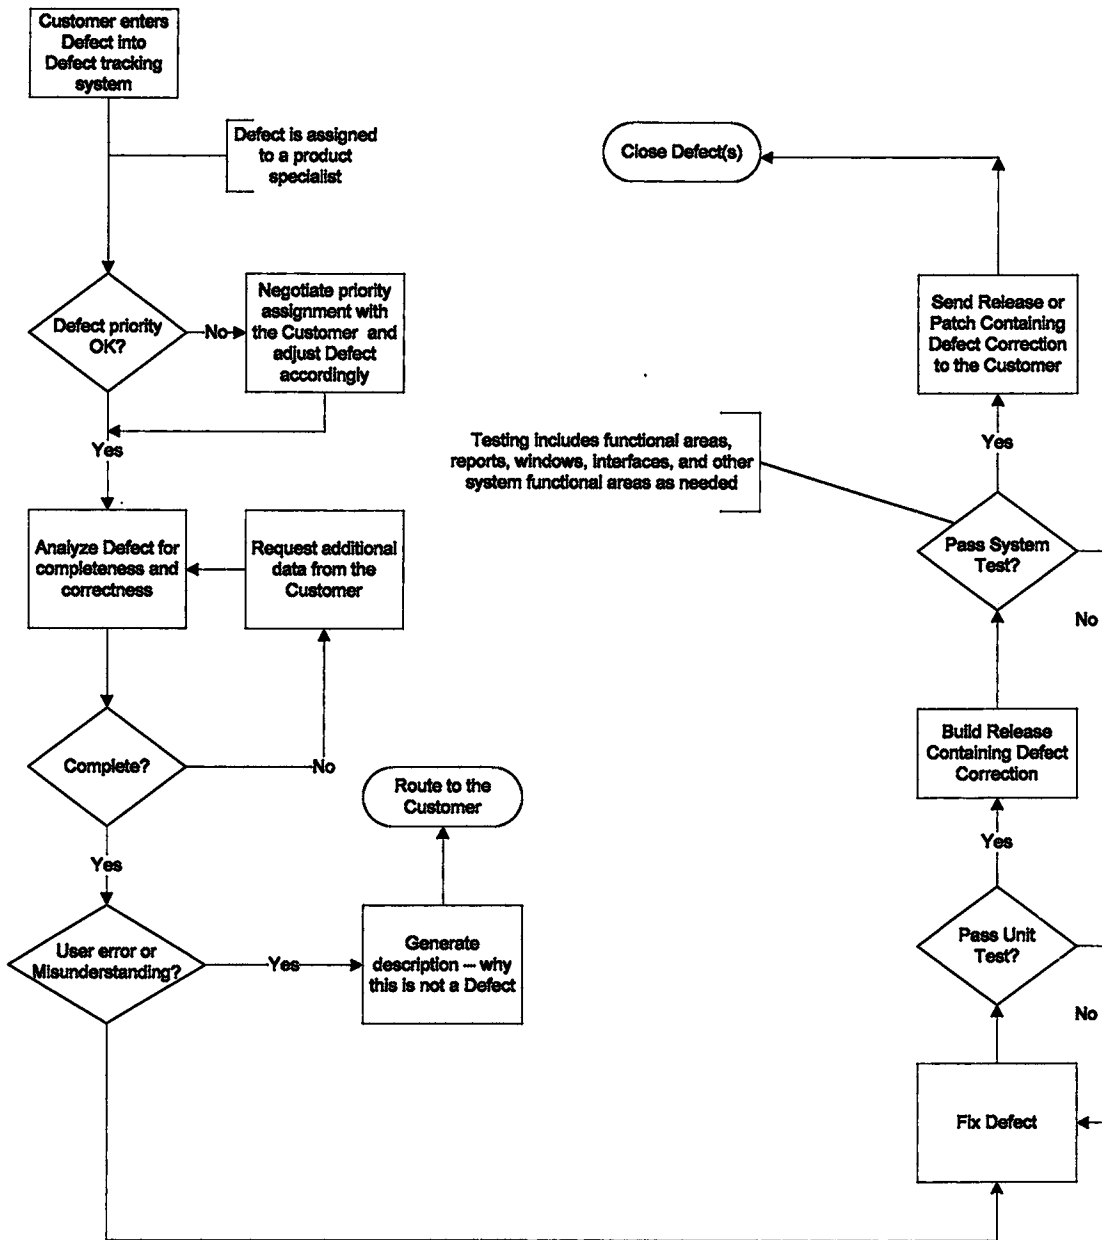 Customer enters
Defect into
Defect tracking
system
Defect is assigned
to a product
specialist
Defect priority
OK?
No
Negotiate priority
assignment with
the Customer and
adjust Defect
accordingly
Yes
Analyze Defect for
completeness and
correctness
Request additional
data from the
Customer
Complete?
No
Yes
User error or
Misunderstanding?
Yes
Generate
description -- why
this is not a Defect
Route to the
Customer
Close Defect(s)
Send Release or
Patch Containing
Defect Correction
to the Customer
Yes
Testing includes functional areas,
reports, windows, interfaces, and other
system functional areas as needed
Pass System
Test?
No
Build Release
Containing Defect
Correction
Yes
Pass Unit
Test?
No
Fix Defect